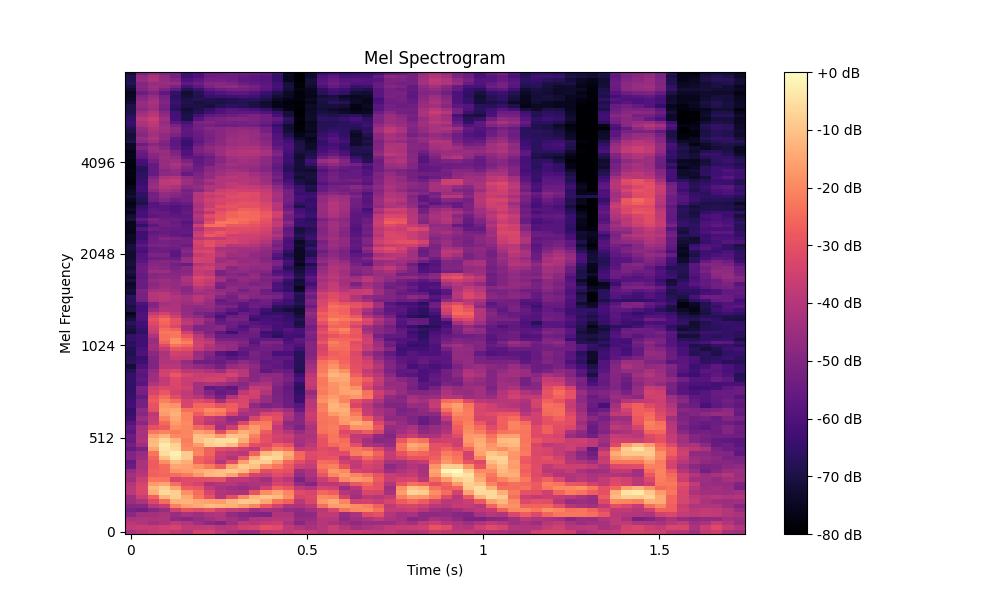 Mel Spectrogram
Mel Frequency
4096
2048
1024
512
0
0
0.5
1
1.5
Time (s)
+0 dB
-10 dB
-20 dB
-30 dB
-40 dB
-50 dB
-60 dB
-70 dB
-80 dB